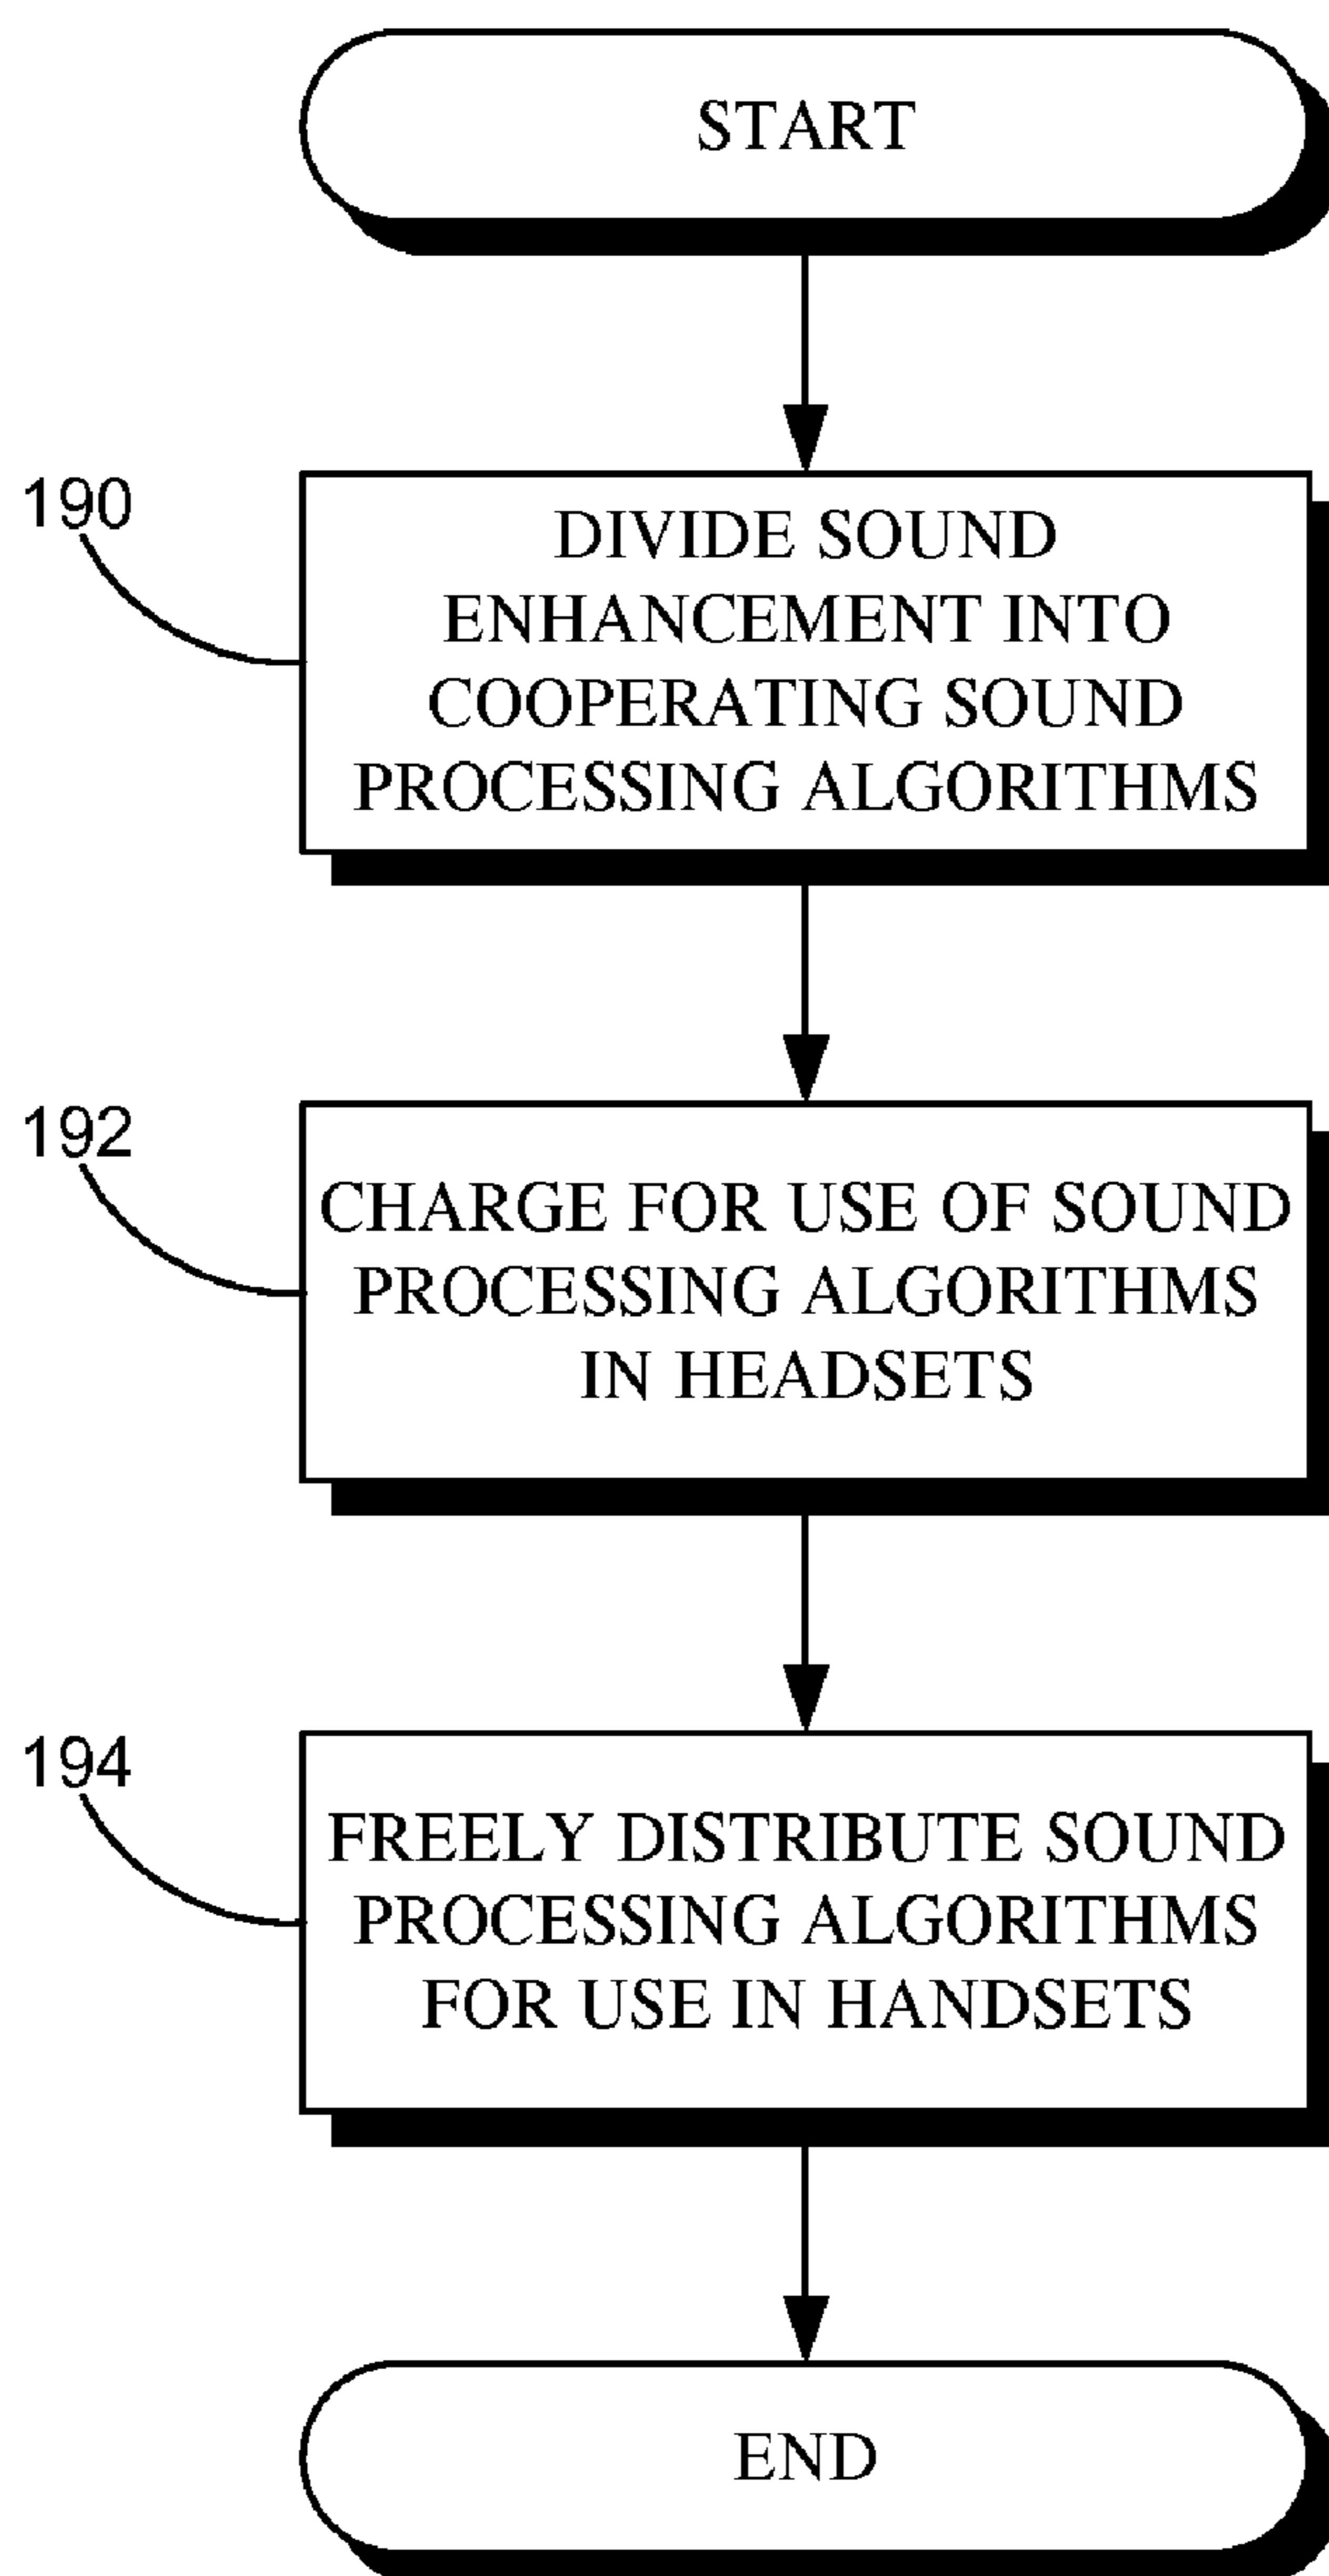 START
190
DIVIDE SOUND
ENHANCEMENT INTO
COOPERATING SOUND
PROCESSING ALGORITHMS
192
CHARGE FOR USE OF SOUND
PROCESSING ALGORITHMS
IN HEADSETS
194
FREELY DISTRIBUTE SOUND
PROCESSING ALGORITHMS
FOR USE IN HANDSETS
END